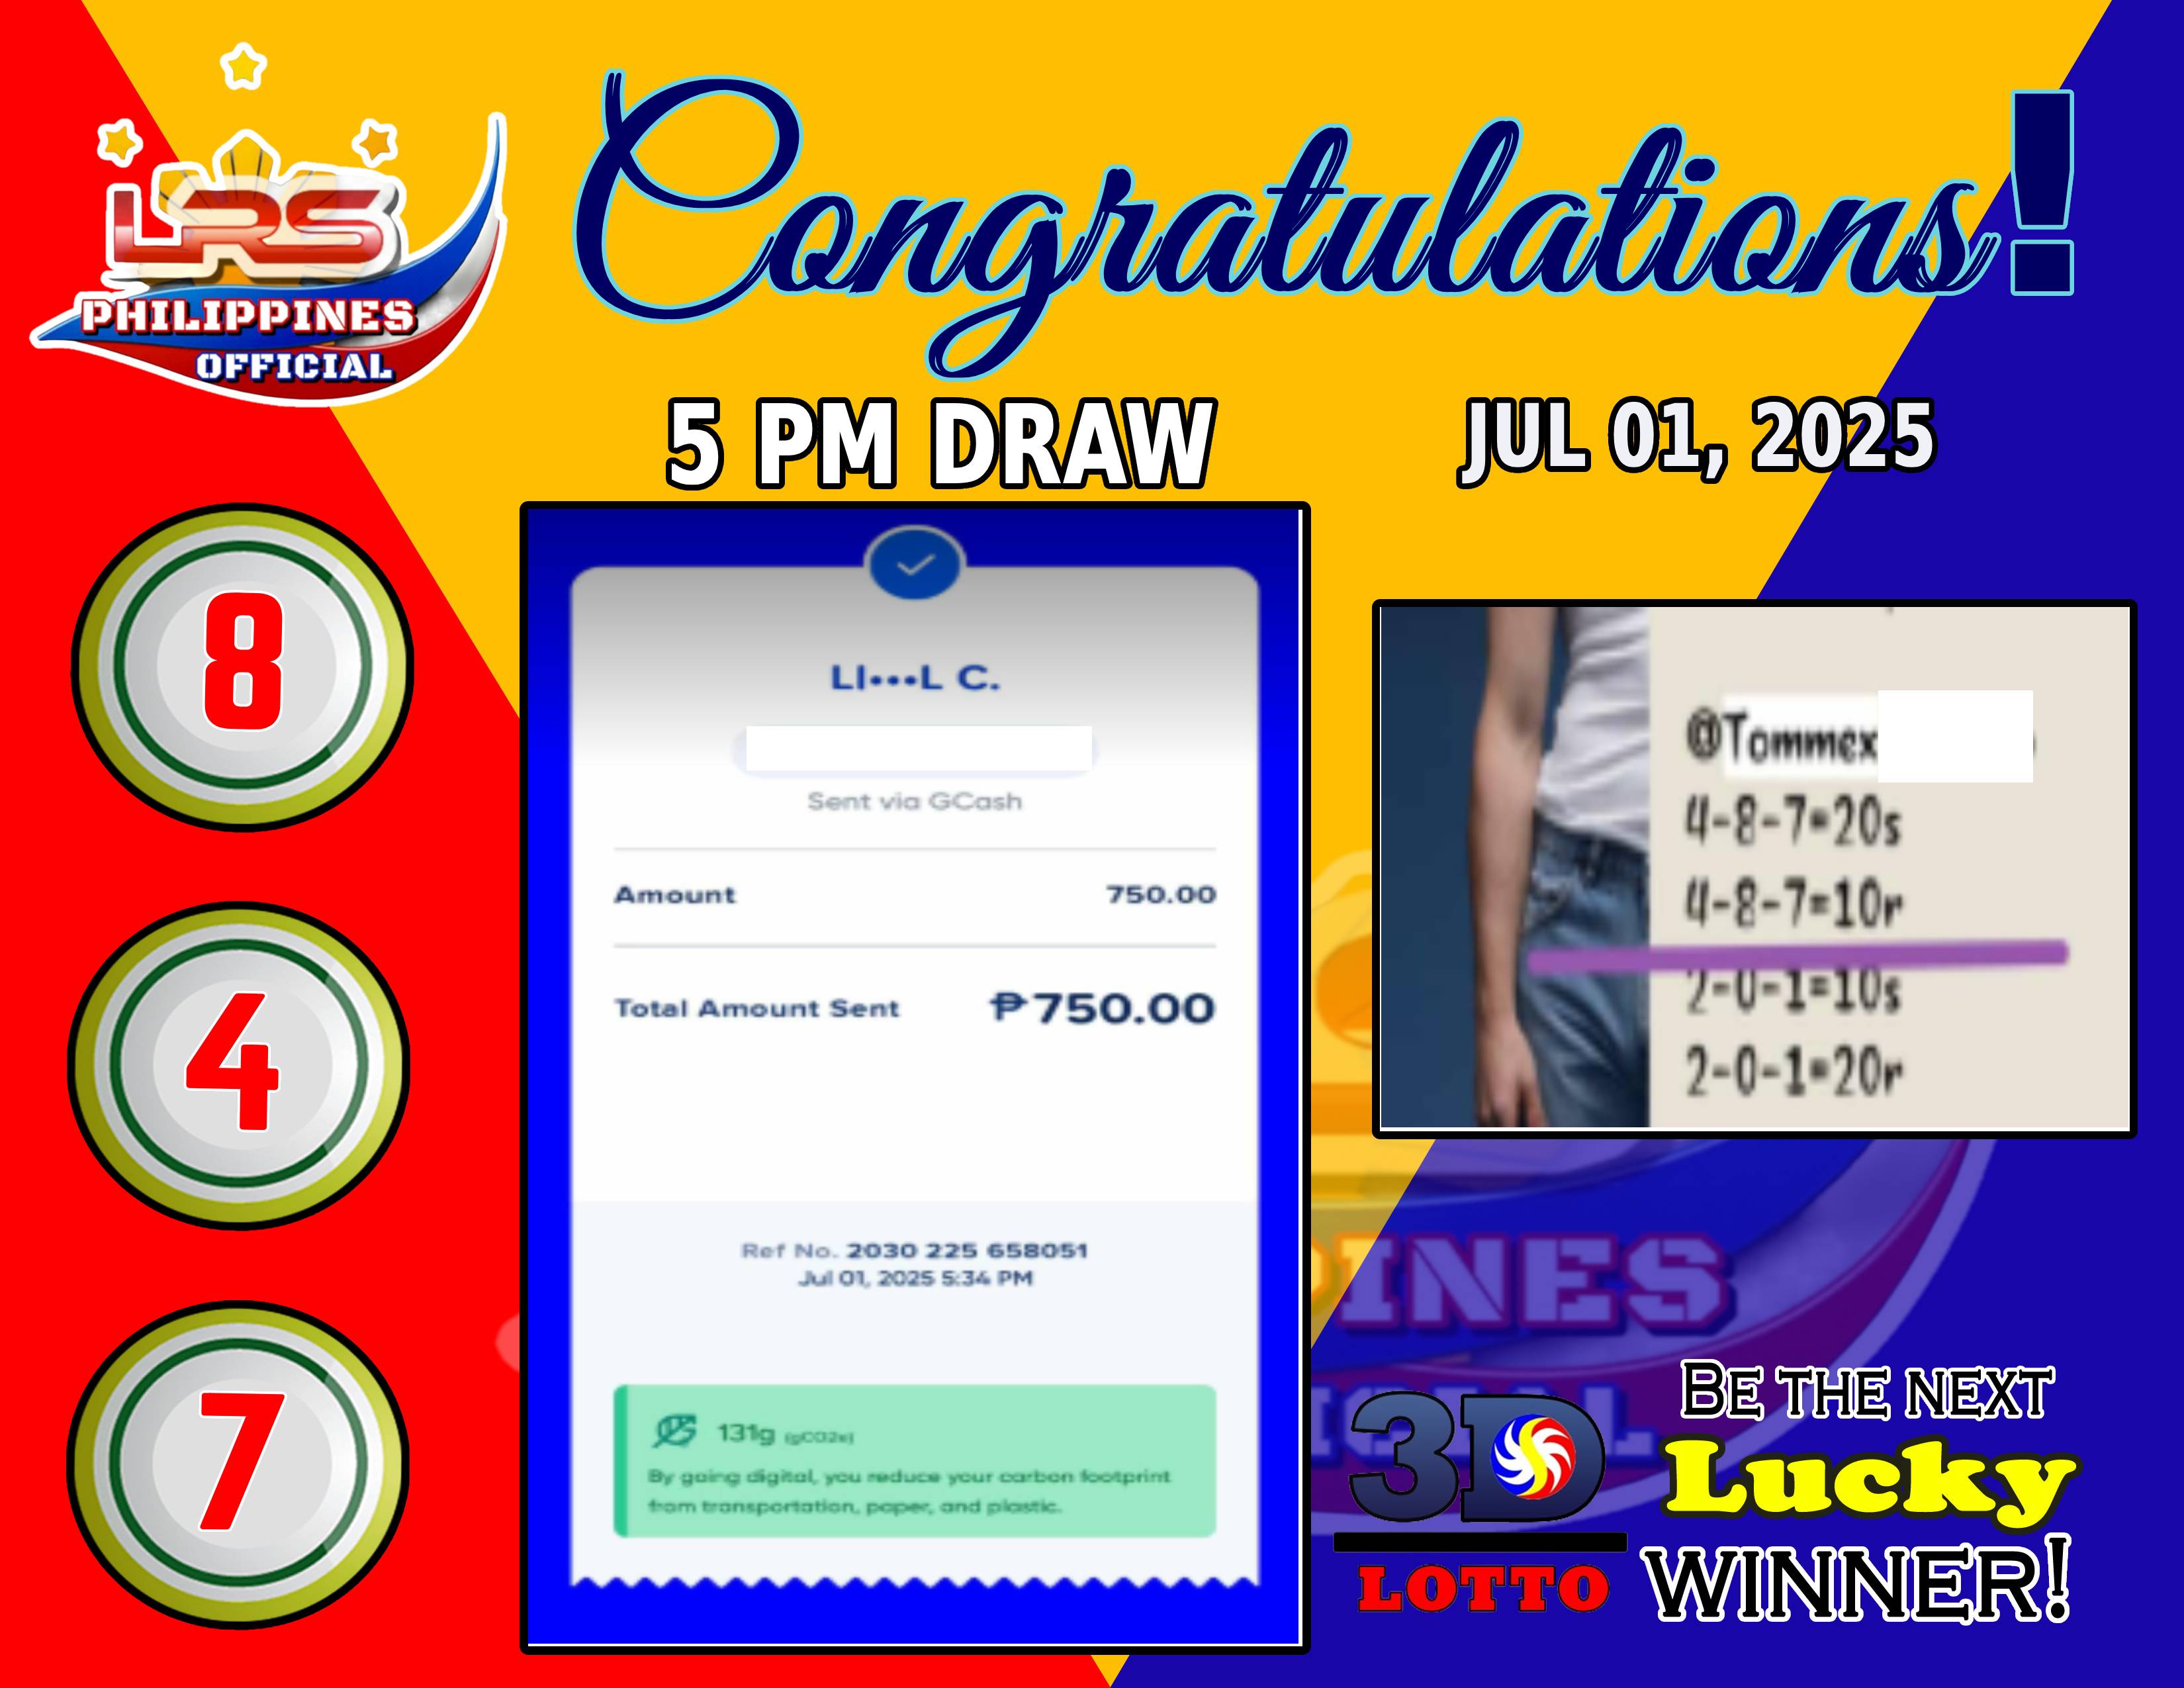 LRS
PHILIPPINES
OFFICIAL
Congratulations!
5 PM DRAW
JUL 01, 2025
8
4
7
LI•••L C.
Sent via GCash
Amount 750.00
Total Amount Sent ₱750.00
Ref No. 2030 225 658051
Jul 01, 2025 5:34 PM
131g (gCO2e)
By going digital, you reduce your carbon footprint
from transportation, paper, and plastic.
@Tommex
4-8-7=20s
4-8-7=10r
2-0-1=10s
2-0-1=20r
PINES
3D
LOTTO
BE THE NEXT
Lucky
WINNER!